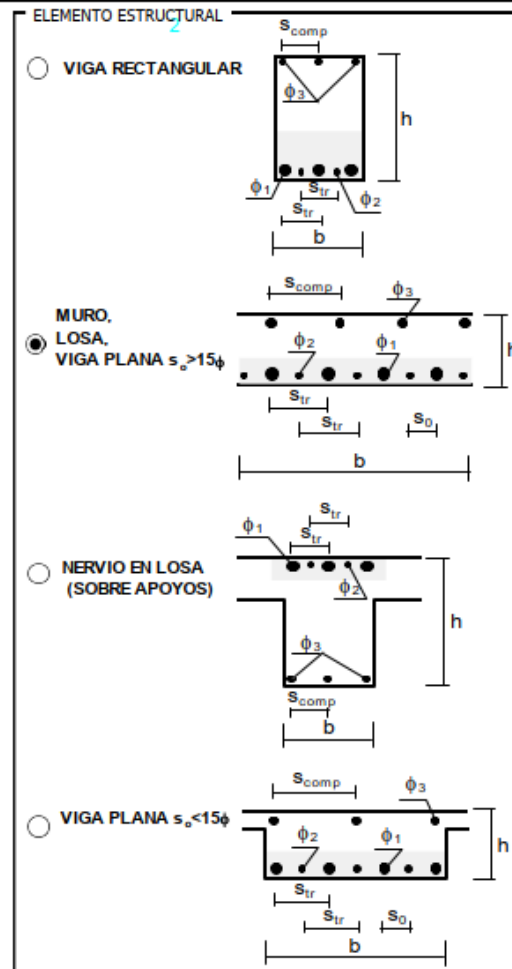 ELEMENTO ESTRUCTURAL
2
VIGA RECTANGULAR
s_comp
ϕ3
h
ϕ1
s_tr
ϕ2
s_tr
b
MURO,
LOSA,
VIGA PLANA s_o>15ϕ
s_comp
ϕ3
ϕ2
ϕ1
h
s_tr
s_tr
s_0
b
NERVIO EN LOSA
(SOBRE APOYOS)
s_tr
ϕ1
s_tr
ϕ2
ϕ3
h
s_comp
b
VIGA PLANA s_o<15ϕ
s_comp
ϕ3
ϕ2
ϕ1
h
s_tr
s_tr
s_0
b